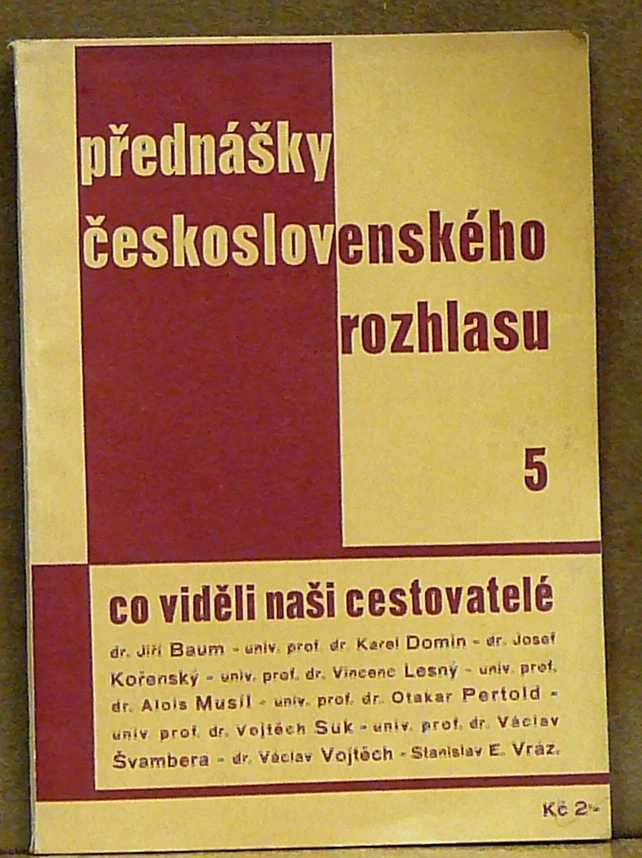 přednášky
československého
rozhlasu
5
co viděli naši cestovatelé
dr. Jiří Baum - univ. prof. dr. Karel Domin - dr. Josef
Kořenský - univ. prof. dr. Vincenc Lesný - univ. prof.
dr. Alois Musil - univ. prof. dr. Otakar Pertold -
univ. prof. dr. Vojtěch Suk - univ. prof. dr. Václav
Švambera - dr. Václav Vojtěch - Stanislav E. Vráz.
Kč 2·-